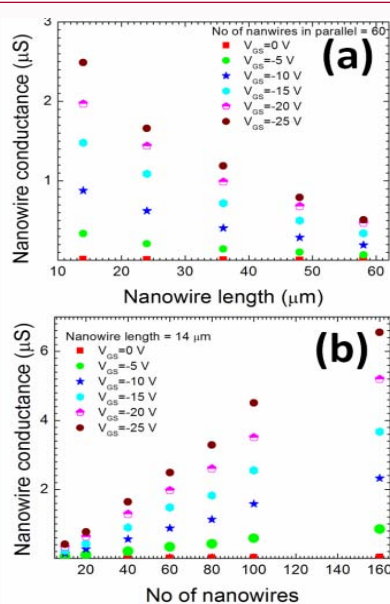 No of nanwires in parallel = 60
(a)
V_GS=0 V
V_GS=-5 V
V_GS=-10 V
V_GS=-15 V
V_GS=-20 V
V_GS=-25 V
3
2
1
Nanowire conductance (μS)
10 20 30 40 50 60
Nanowire length (μm)
Nanowire length = 14 μm
(b)
V_GS=0 V
V_GS=-5 V
V_GS=-10 V
V_GS=-15 V
V_GS=-20 V
V_GS=-25 V
6
4
2
Nanowire conductance (μS)
20 40 60 80 100 120 140 160
No of nanowires